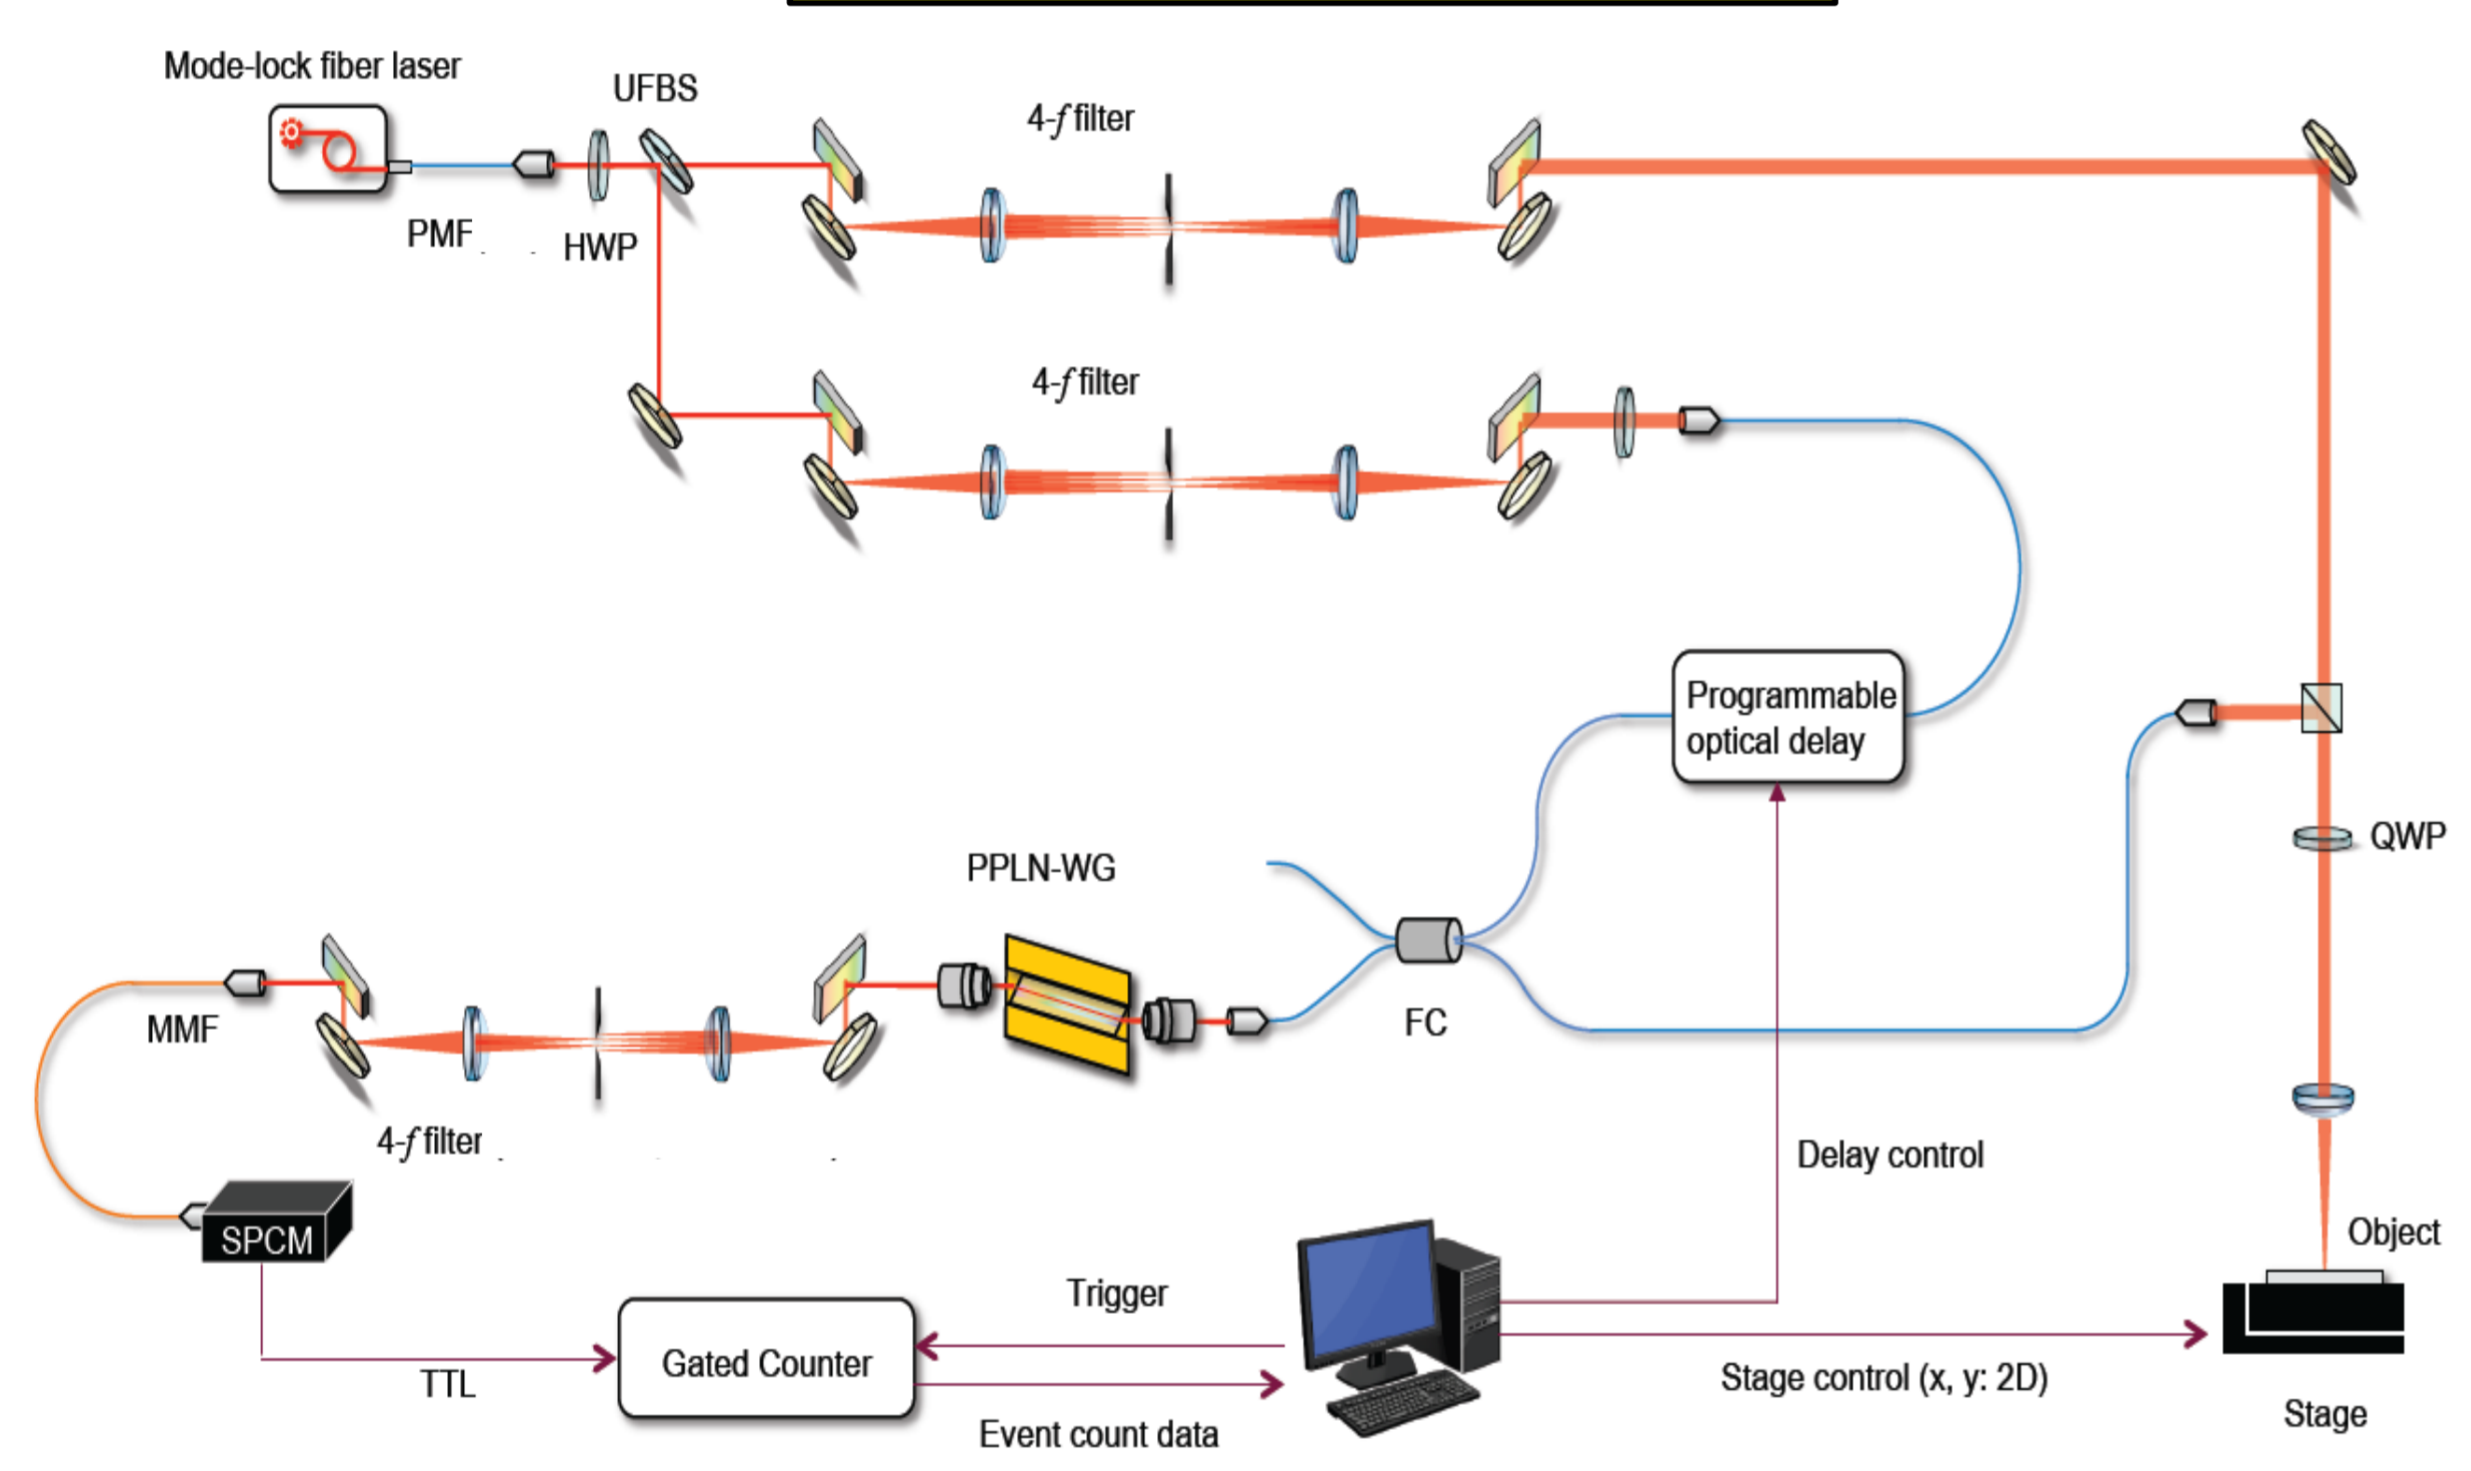 Mode-lock fiber laser
UFBS
4-f filter
PMF
HWP
4-f filter
Programmable
optical delay
QWP
PPLN-WG
FC
MMF
4-f filter
Delay control
SPCM
Object
Trigger
Gated Counter
TTL
Stage control (x, y: 2D)
Event count data
Stage